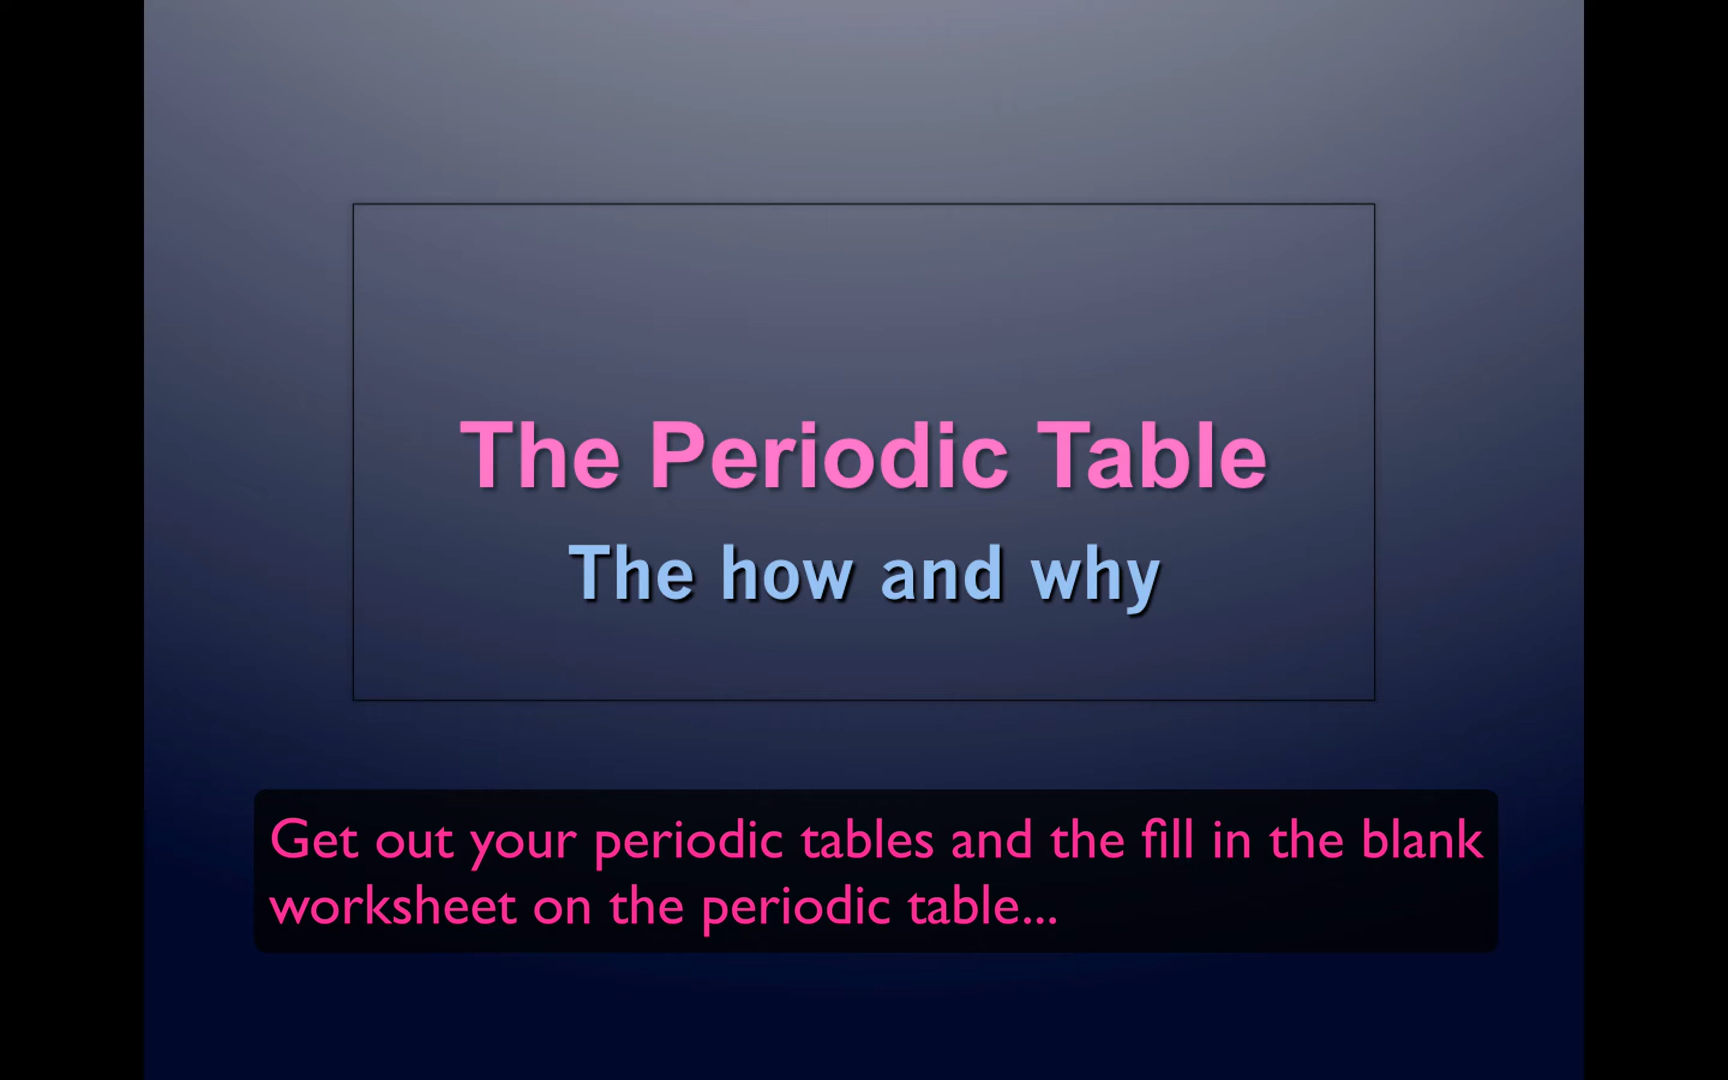 The Periodic Table
The how and why
Get out your periodic tables and the fill in the blank
worksheet on the periodic table...